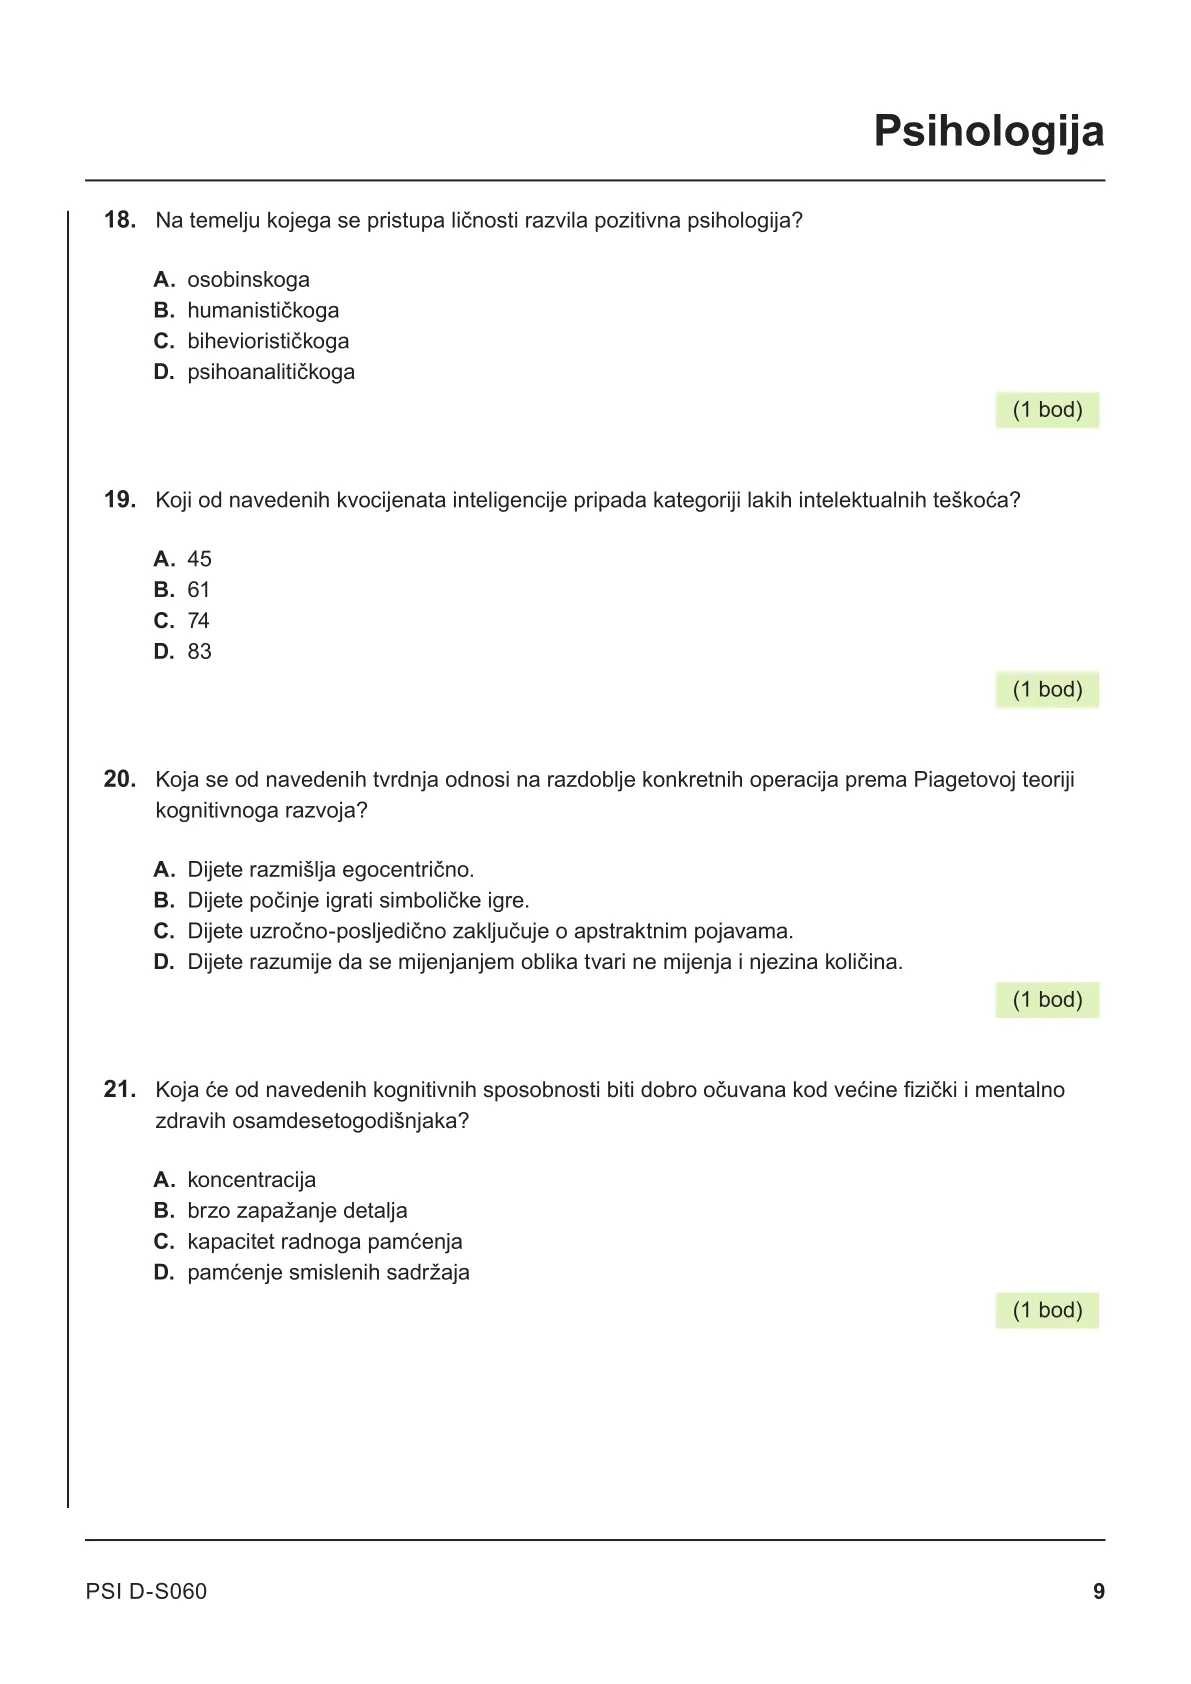 Psihologija
18. Na temelju kojega se pristupa ličnosti razvila pozitivna psihologija?
A. osobinskoga
B. humanističkoga
C. biheviorističkoga
D. psihoanalitičkoga
(1 bod)
19. Koji od navedenih kvocijenata inteligencije pripada kategoriji lakih intelektualnih teškoća?
A. 45
B. 61
C. 74
D. 83
(1 bod)
20. Koja se od navedenih tvrdnja odnosi na razdoblje konkretnih operacija prema Piagetovoj teoriji
kognitivnoga razvoja?
A. Dijete razmišlja egocentrično.
B. Dijete počinje igrati simboličke igre.
C. Dijete uzročno-posljedično zaključuje o apstraktnim pojavama.
D. Dijete razumije da se mijenjanjem oblika tvari ne mijenja i njezina količina.
(1 bod)
21. Koja će od navedenih kognitivnih sposobnosti biti dobro očuvana kod većine fizički i mentalno
zdravih osamdesetogodišnjaka?
A. koncentracija
B. brzo zapažanje detalja
C. kapacitet radnoga pamćenja
D. pamćenje smislenih sadržaja
(1 bod)
PSI D-S060
9